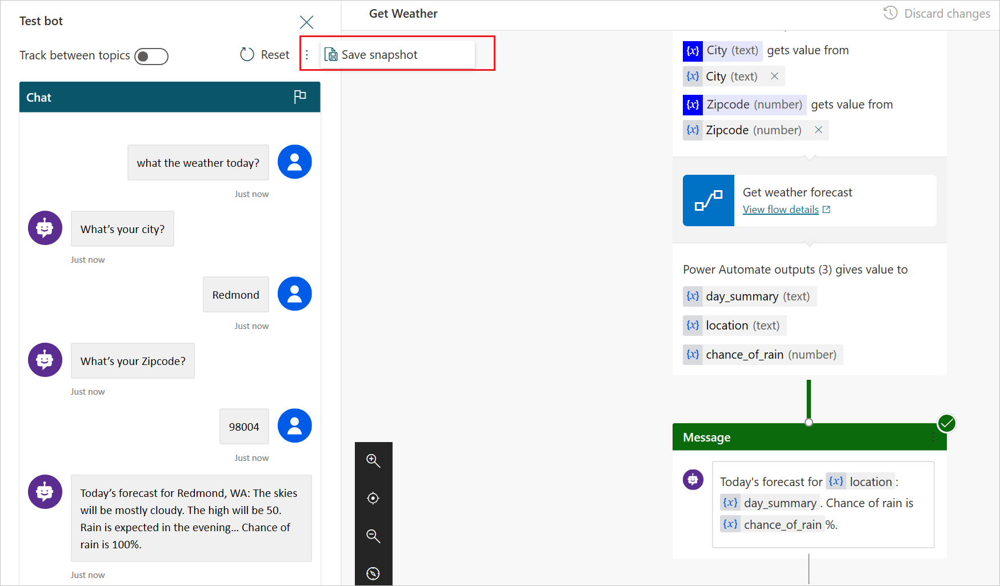 Test bot
Track between topics
Reset
Save snapshot
Get Weather
Discard changes
Chat
what the weather today?
Just now
What’s your city?
Just now
Redmond
Just now
What’s your Zipcode?
Just now
98004
Just now
Today’s forecast for Redmond, WA: The skies
will be mostly cloudy. The high will be 50.
Rain is expected in the evening... Chance of
rain is 100%.
Just now
{x} City (text) gets value from
{x} City (text)
{x} Zipcode (number) gets value from
{x} Zipcode (number)
Get weather forecast
View flow details
Power Automate outputs (3) gives value to
{x} day_summary (text)
{x} location (text)
{x} chance_of_rain (number)
Message
Today's forecast for {x} location :
{x} day_summary . Chance of rain is
{x} chance_of_rain %.